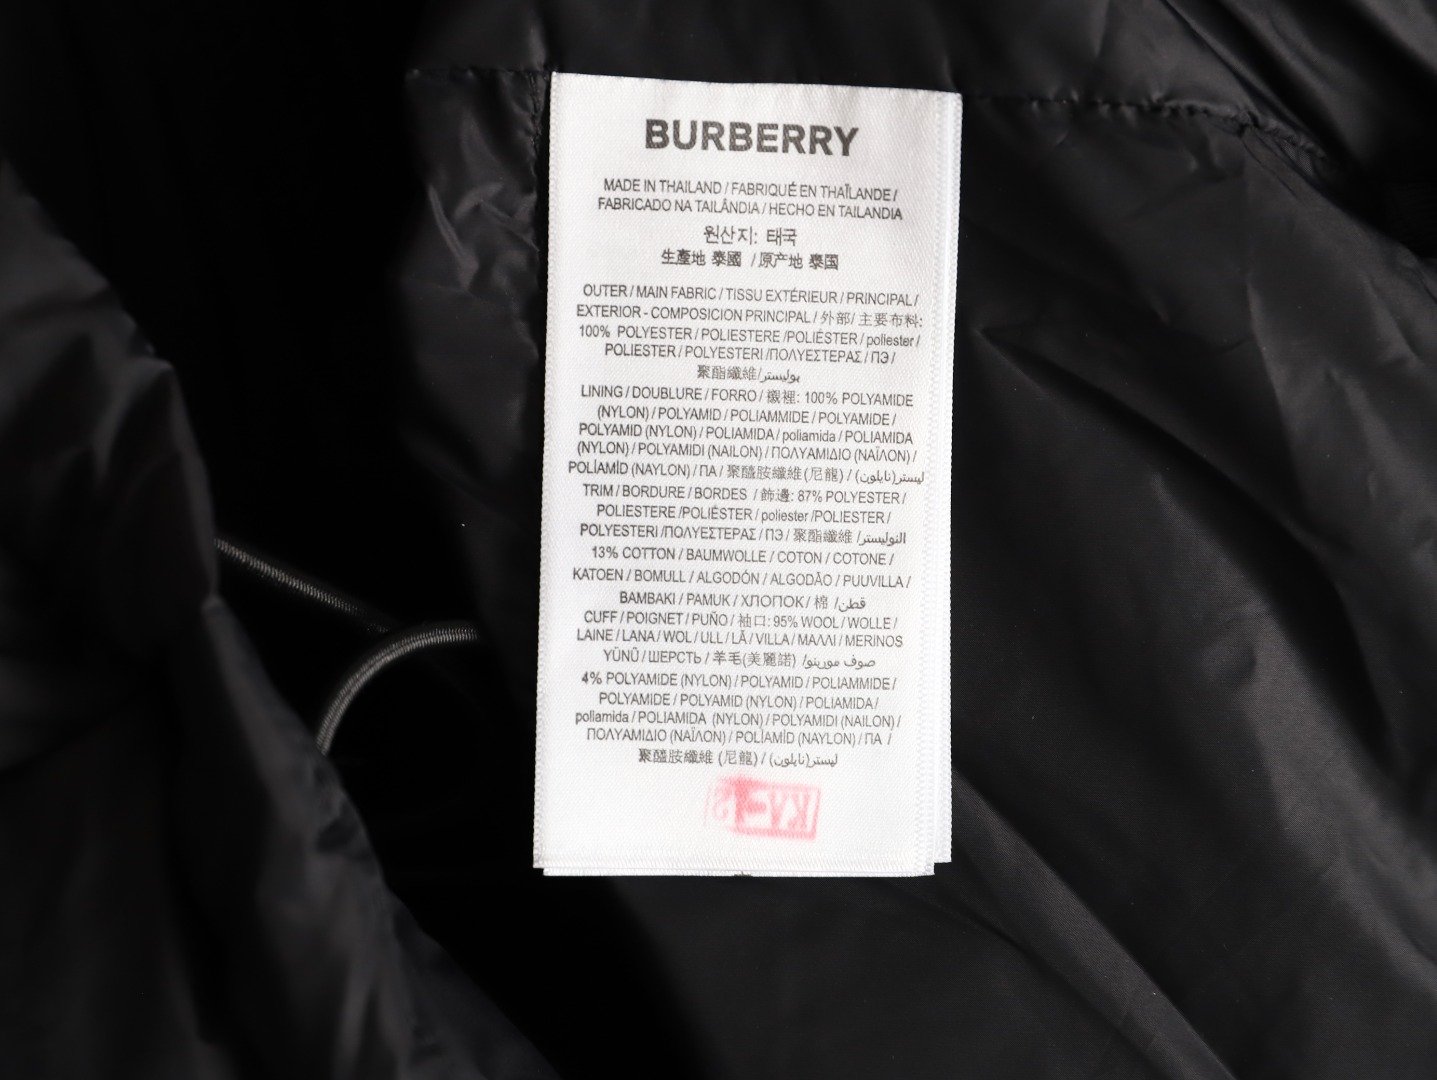 BURBERRY
MADE IN THAILAND / FABRIQUÉ EN THAÏLANDE /
FABRICADO NA TAILÂNDIA / HECHO EN TAILANDIA
원산지: 태국
生產地 泰國 / 原产地 泰国
OUTER / MAIN FABRIC / TISSU EXTÉRIEUR / PRINCIPAL /
EXTERIOR - COMPOSICION PRINCIPAL / 外部/ 主要布料:
100% POLYESTER / POLIESTERE /POLIÉSTER / poliester /
POLIESTER / POLYESTERI /ΠΟΛΥΕΣΤΕΡΑΣ / ПЭ /
聚酯纖維/بوليستر
LINING / DOUBLURE / FORRO / 襯裡: 100% POLYAMIDE
(NYLON) / POLYAMID / POLIAMMIDE / POLYAMIDE /
POLYAMID (NYLON) / POLIAMIDA / poliamida / POLIAMIDA
(NYLON) / POLYAMIDI (NAILON) / ΠΟΛΥΑΜΙΔΙΟ (ΝΑΪΛΟΝ) /
POLİAMİD (NAYLON) / ПА / 聚醯胺纖維(尼龍) / ليستر(نايلون)
TRIM / BORDURE / BORDES / 飾邊: 87% POLYESTER /
POLIESTERE /POLIÉSTER / poliester /POLIESTER /
POLYESTERI /ΠΟΛΥΕΣΤΕΡΑΣ / ПЭ / 聚酯纖維 /
13% COTTON / BAUMWOLLE / COTON / COTONE /
KATOEN / BOMULL / ALGODÓN / ALGODÃO / PUUVILLA /
BAMBAKI / PAMUK / ХЛОПОК / 棉 /قطن
CUFF / POIGNET / PUÑO / 袖口: 95% WOOL / WOLLE /
LAINE / LANA / WOL / ULL / LÃ / VILLA / ΜΑΛΛΙ / MERINOS
YÜNÜ / ШЕРСТЬ / 羊毛(美麗諾) /صوف مورينو
4% POLYAMIDE (NYLON) / POLYAMID / POLIAMMIDE /
POLYAMIDE / POLYAMID (NYLON) / POLIAMIDA /
poliamida / POLIAMIDA (NYLON) / POLYAMIDI (NAILON) /
ΠΟΛΥΑΜΙΔΙΟ (ΝΑΪΛΟΝ) / POLİAMİD (NAYLON) / ПА /
聚醯胺纖維 (尼龍) / ليستر(نايلون)